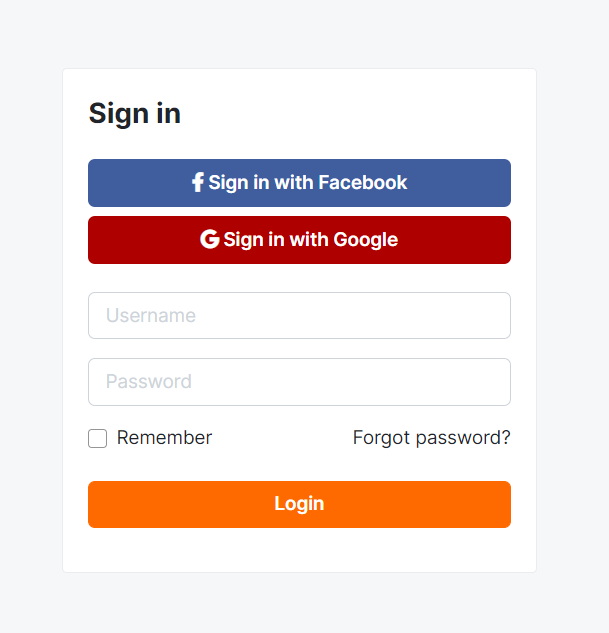 Sign in
Sign in with Facebook
Sign in with Google
Username
Password
Remember
Forgot password?
Login